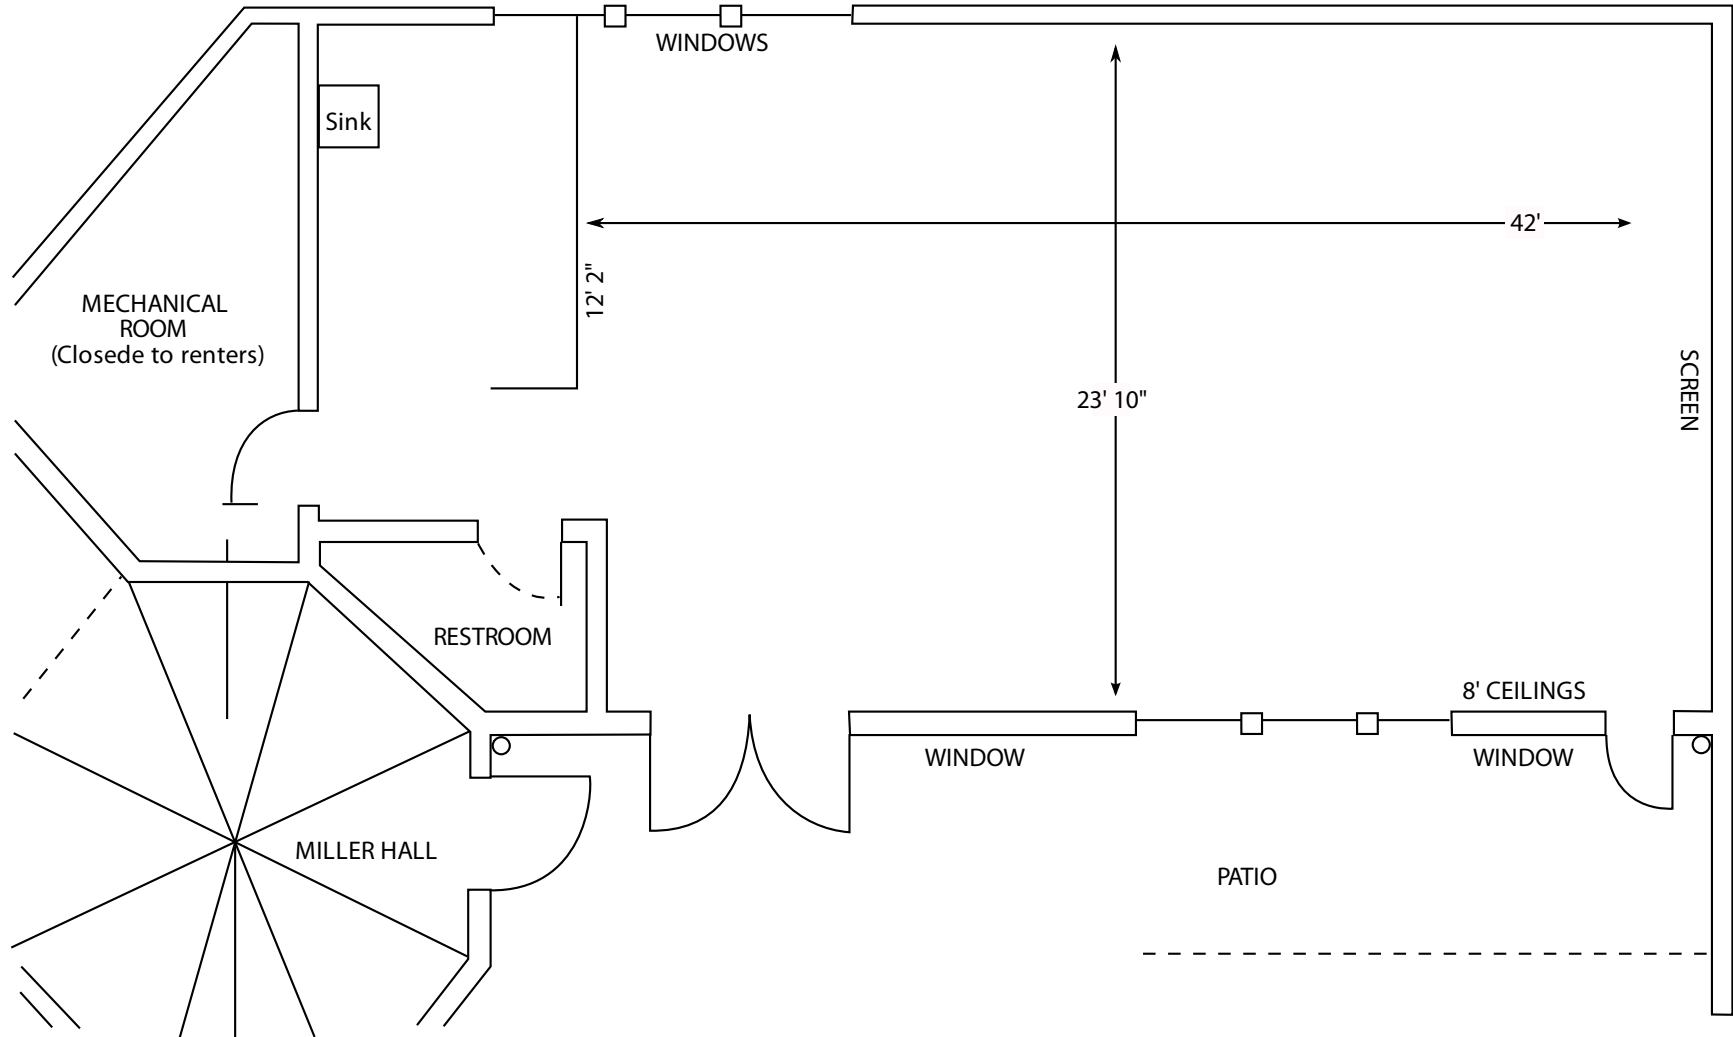 WINDOWS
Sink
42'
12' 2"
MECHANICAL
ROOM
(Closede to renters)
SCREEN
23' 10"
RESTROOM
8' CEILINGS
WINDOW
WINDOW
MILLER HALL
PATIO